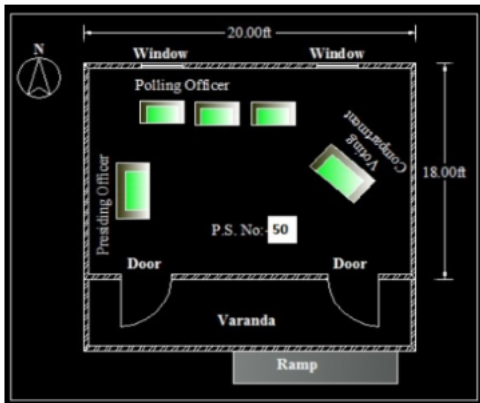 20.00ft
N
Window Window
Polling Officer
Voting
Compartment
18.00ft
Presiding Officer
P.S. No:- 50
Door Door
Varanda
Ramp